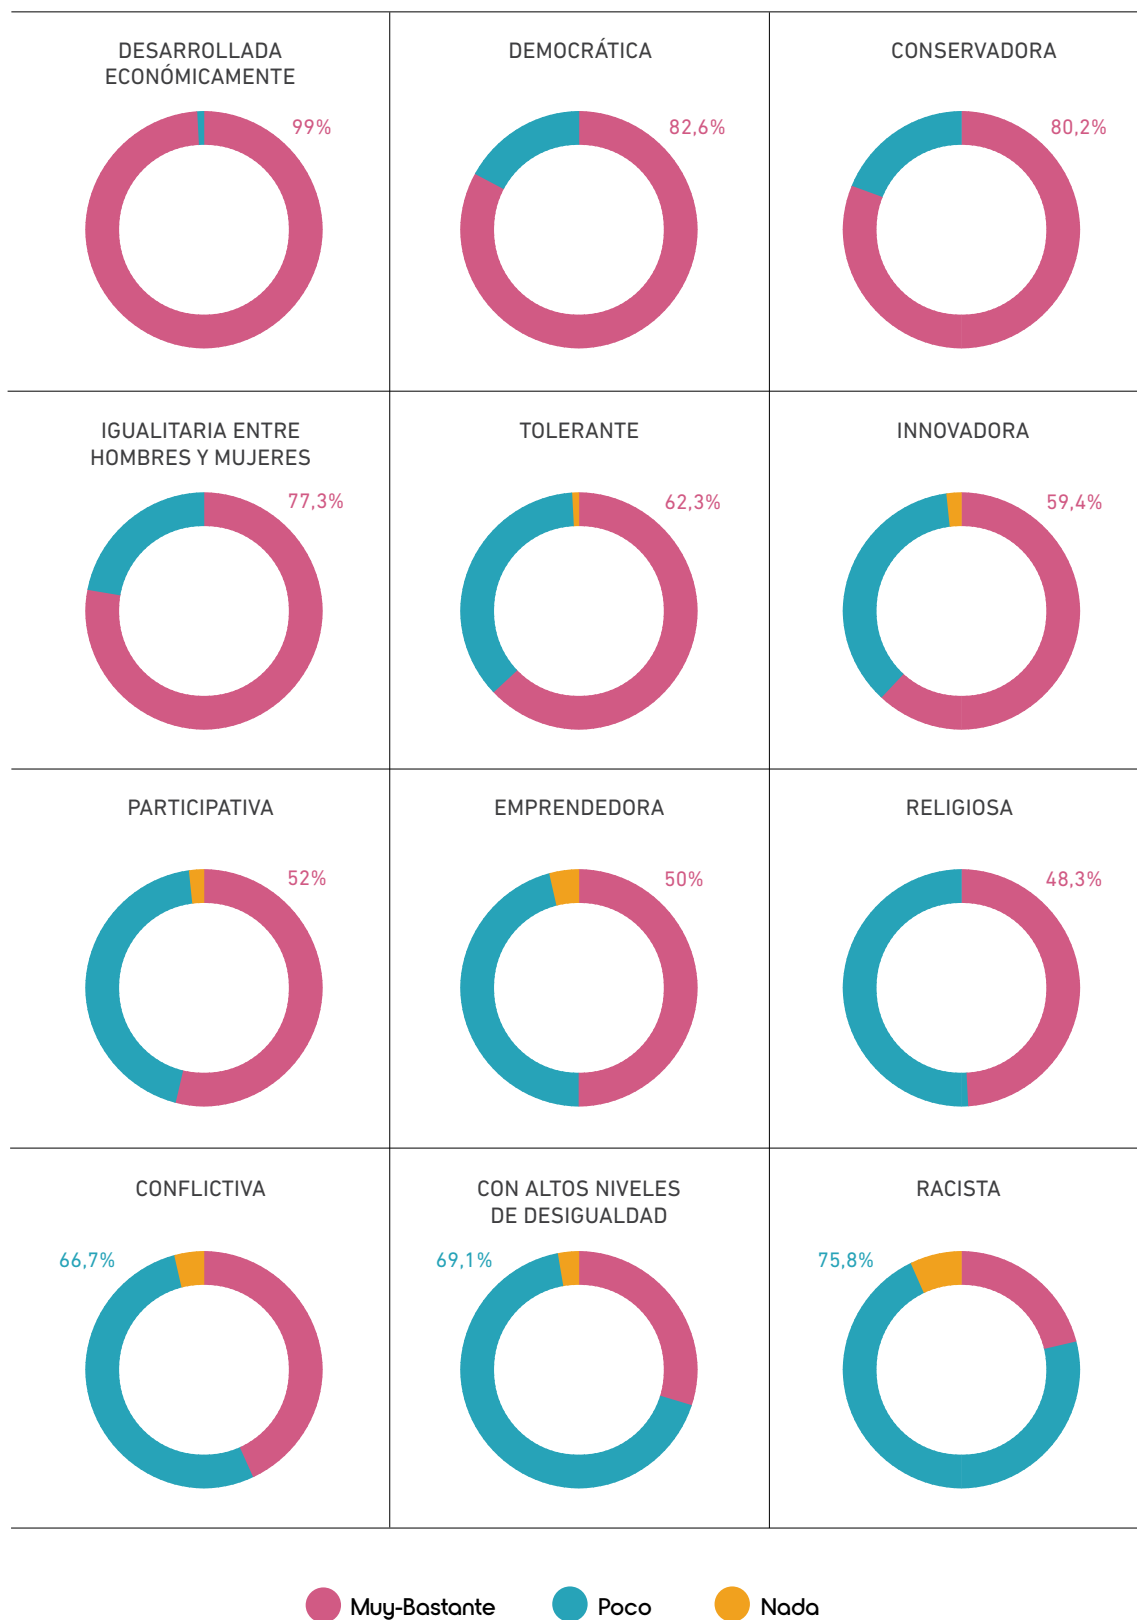 DESARROLLADA
ECONÓMICAMENTE
99%
DEMOCRÁTICA
82,6%
CONSERVADORA
80,2%
IGUALITARIA ENTRE
HOMBRES Y MUJERES
77,3%
TOLERANTE
62,3%
INNOVADORA
59,4%
PARTICIPATIVA
52%
EMPRENDEDORA
50%
RELIGIOSA
48,3%
CONFLICTIVA
66,7%
CON ALTOS NIVELES
DE DESIGUALDAD
69,1%
RACISTA
75,8%
Muy-Bastante
Poco
Nada